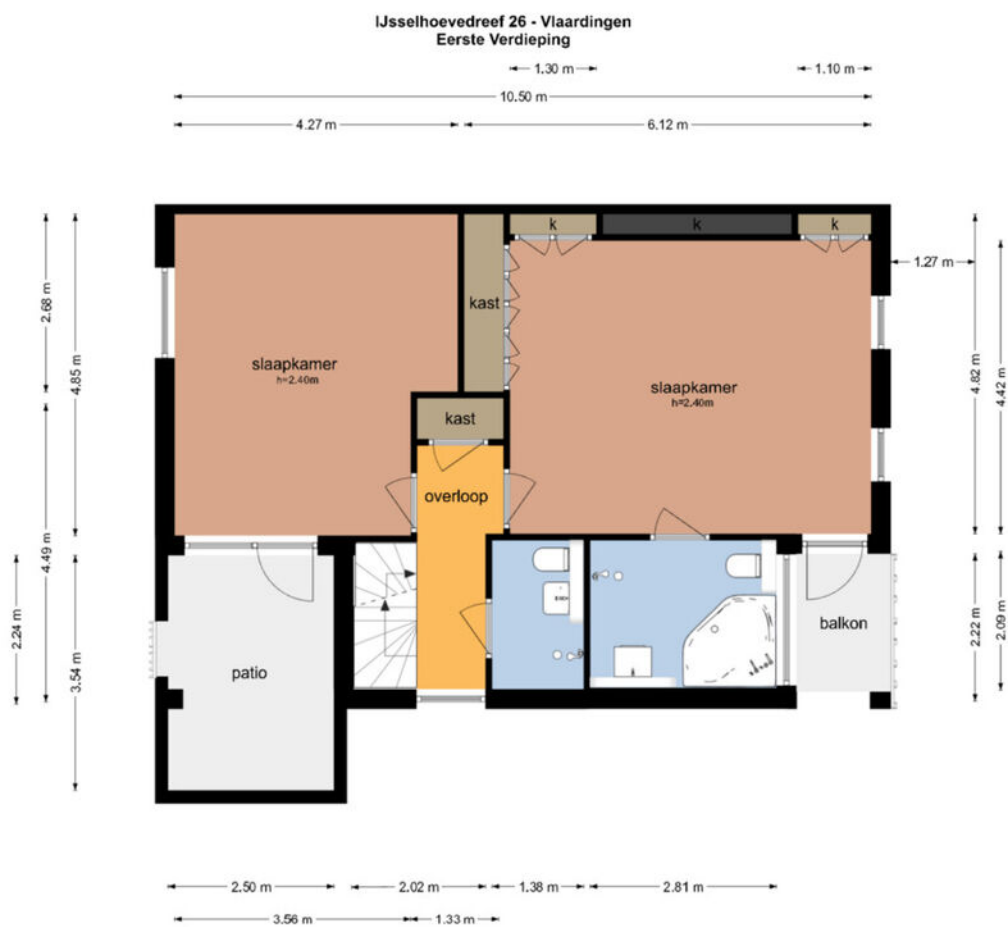 IJsselhoevedreef 26 - Vlaardingen
Eerste Verdieping
1.30 m
1.10 m
10.50 m
4.27 m
6.12 m
k
k
k
1.27 m
2.68 m
kast
slaapkamer
h=2.40m
4.85 m
slaapkamer
h=2.40m
4.82 m
4.42 m
kast
overloop
4.49 m
2.24 m
3.54 m
patio
balkon
2.22 m
2.09 m
2.50 m
2.02 m
1.38 m
2.81 m
3.56 m
1.33 m